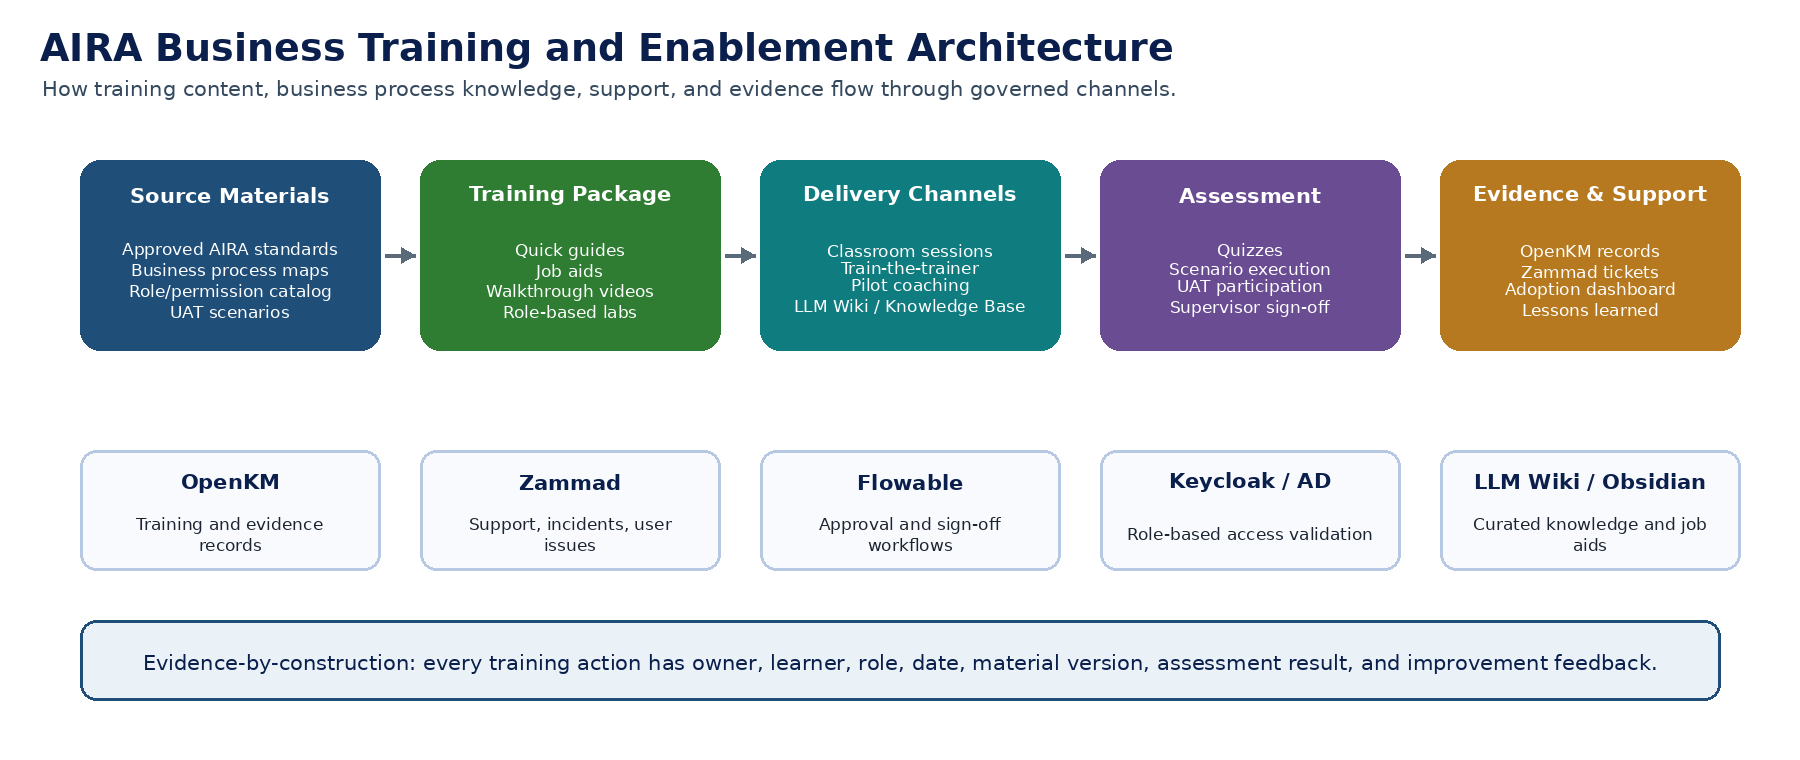 AIRA Business Training and Enablement Architecture
How training content, business process knowledge, support, and evidence flow through governed channels.
Source Materials
Approved AIRA standards
Business process maps
Role/permission catalog
UAT scenarios
Training Package
Quick guides
Job aids
Walkthrough videos
Role-based labs
Delivery Channels
Classroom sessions
Train-the-trainer
Pilot coaching
LLM Wiki / Knowledge Base
Assessment
Quizzes
Scenario execution
UAT participation
Supervisor sign-off
Evidence & Support
OpenKM records
Zammad tickets
Adoption dashboard
Lessons learned
OpenKM
Training and evidence
records
Zammad
Support, incidents, user
issues
Flowable
Approval and sign-off
workflows
Keycloak / AD
Role-based access validation
LLM Wiki / Obsidian
Curated knowledge and job
aids
Evidence-by-construction: every training action has owner, learner, role, date, material version, assessment result, and improvement feedback.